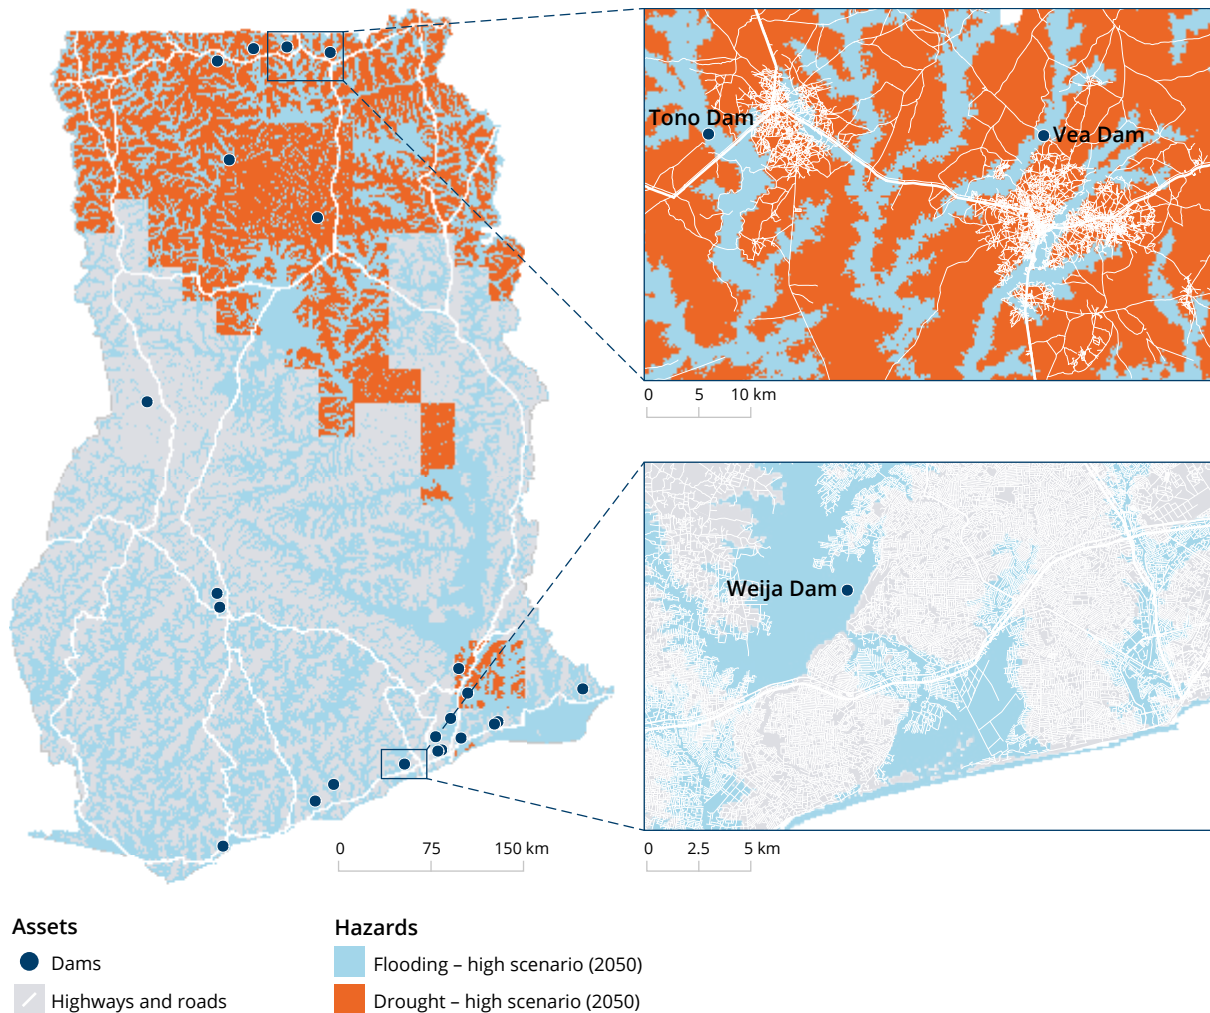 Tono Dam
Vea Dam
0 5 10 km
Weija Dam
0 75 150 km
0 2.5 5 km
Assets
Dams
Highways and roads
Hazards
Flooding – high scenario (2050)
Drought – high scenario (2050)